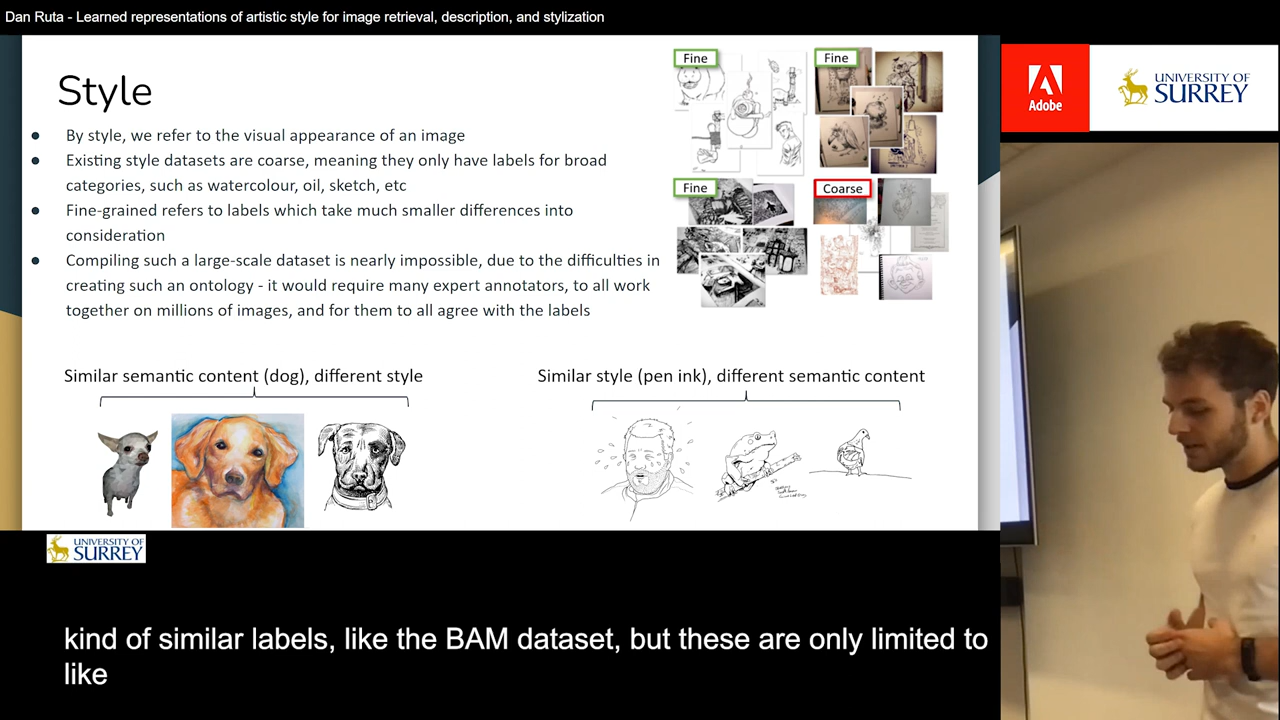 Dan Ruta - Learned representations of artistic style for image retrieval, description, and stylization
Style
● By style, we refer to the visual appearance of an image
● Existing style datasets are coarse, meaning they only have labels for broad
categories, such as watercolour, oil, sketch, etc
● Fine-grained refers to labels which take much smaller differences into
consideration
● Compiling such a large-scale dataset is nearly impossible, due to the difficulties in
creating such an ontology - it would require many expert annotators, to all work
together on millions of images, and for them to all agree with the labels
Fine
Fine
Fine
Coarse
Adobe
UNIVERSITY OF
SURREY
Similar semantic content (dog), different style
Similar style (pen ink), different semantic content
UNIVERSITY OF
SURREY
kind of similar labels, like the BAM dataset, but these are only limited to
like